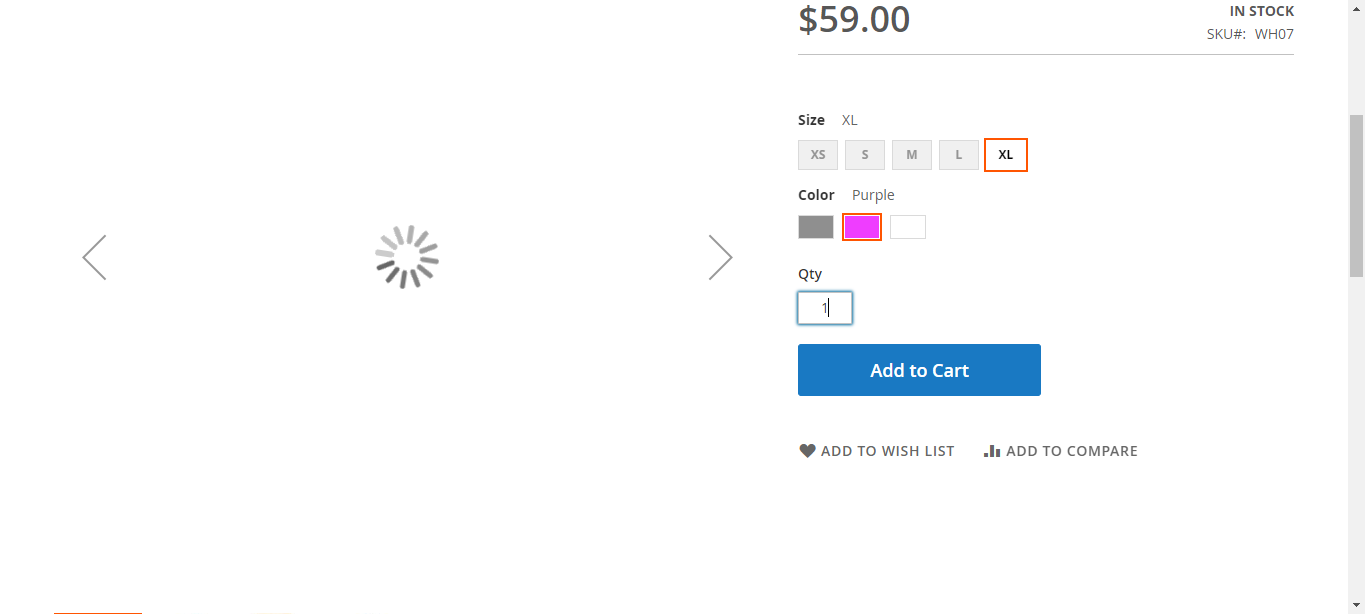 $59.00
IN STOCK
SKU#: WH07
Size XL
XS S M L XL
Color Purple
Qty
1
Add to Cart
ADD TO WISH LIST ADD TO COMPARE